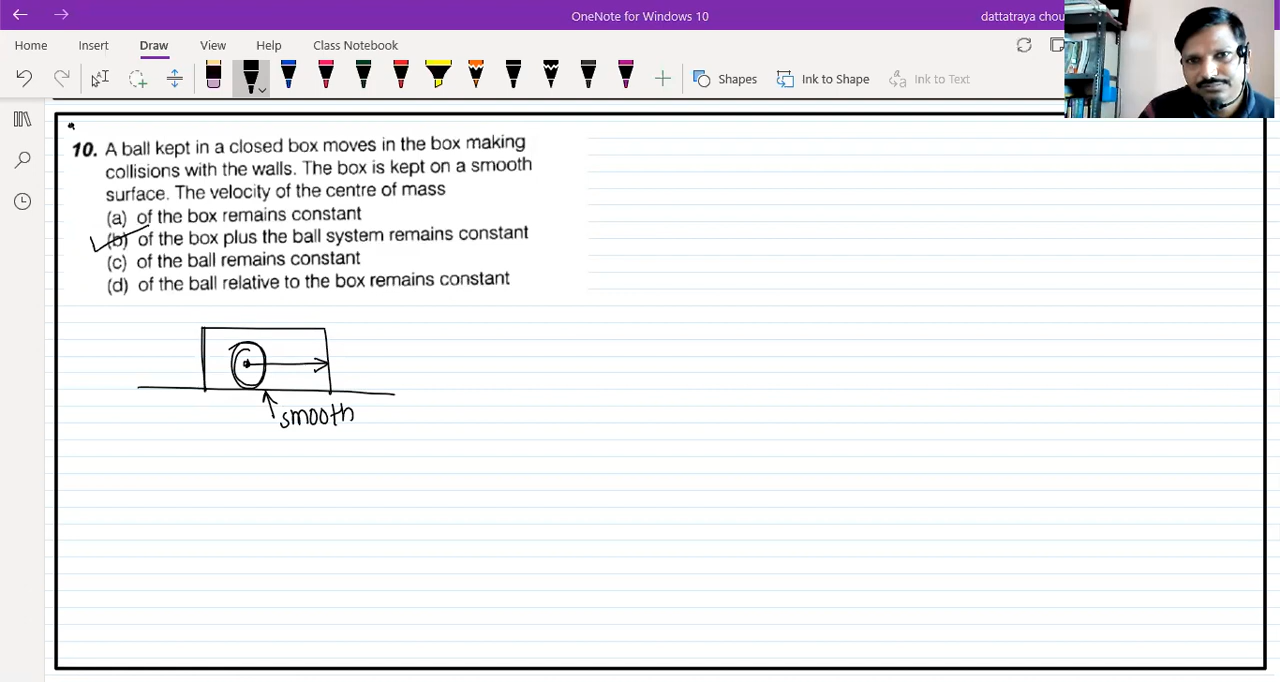 OneNote for Windows 10
dattatraya chou
Home Insert Draw View Help Class Notebook
Shapes Ink to Shape Ink to Text
10. A ball kept in a closed box moves in the box making
collisions with the walls. The box is kept on a smooth
surface. The velocity of the centre of mass
(a) of the box remains constant
(b) of the box plus the ball system remains constant
(c) of the ball remains constant
(d) of the ball relative to the box remains constant
smooth